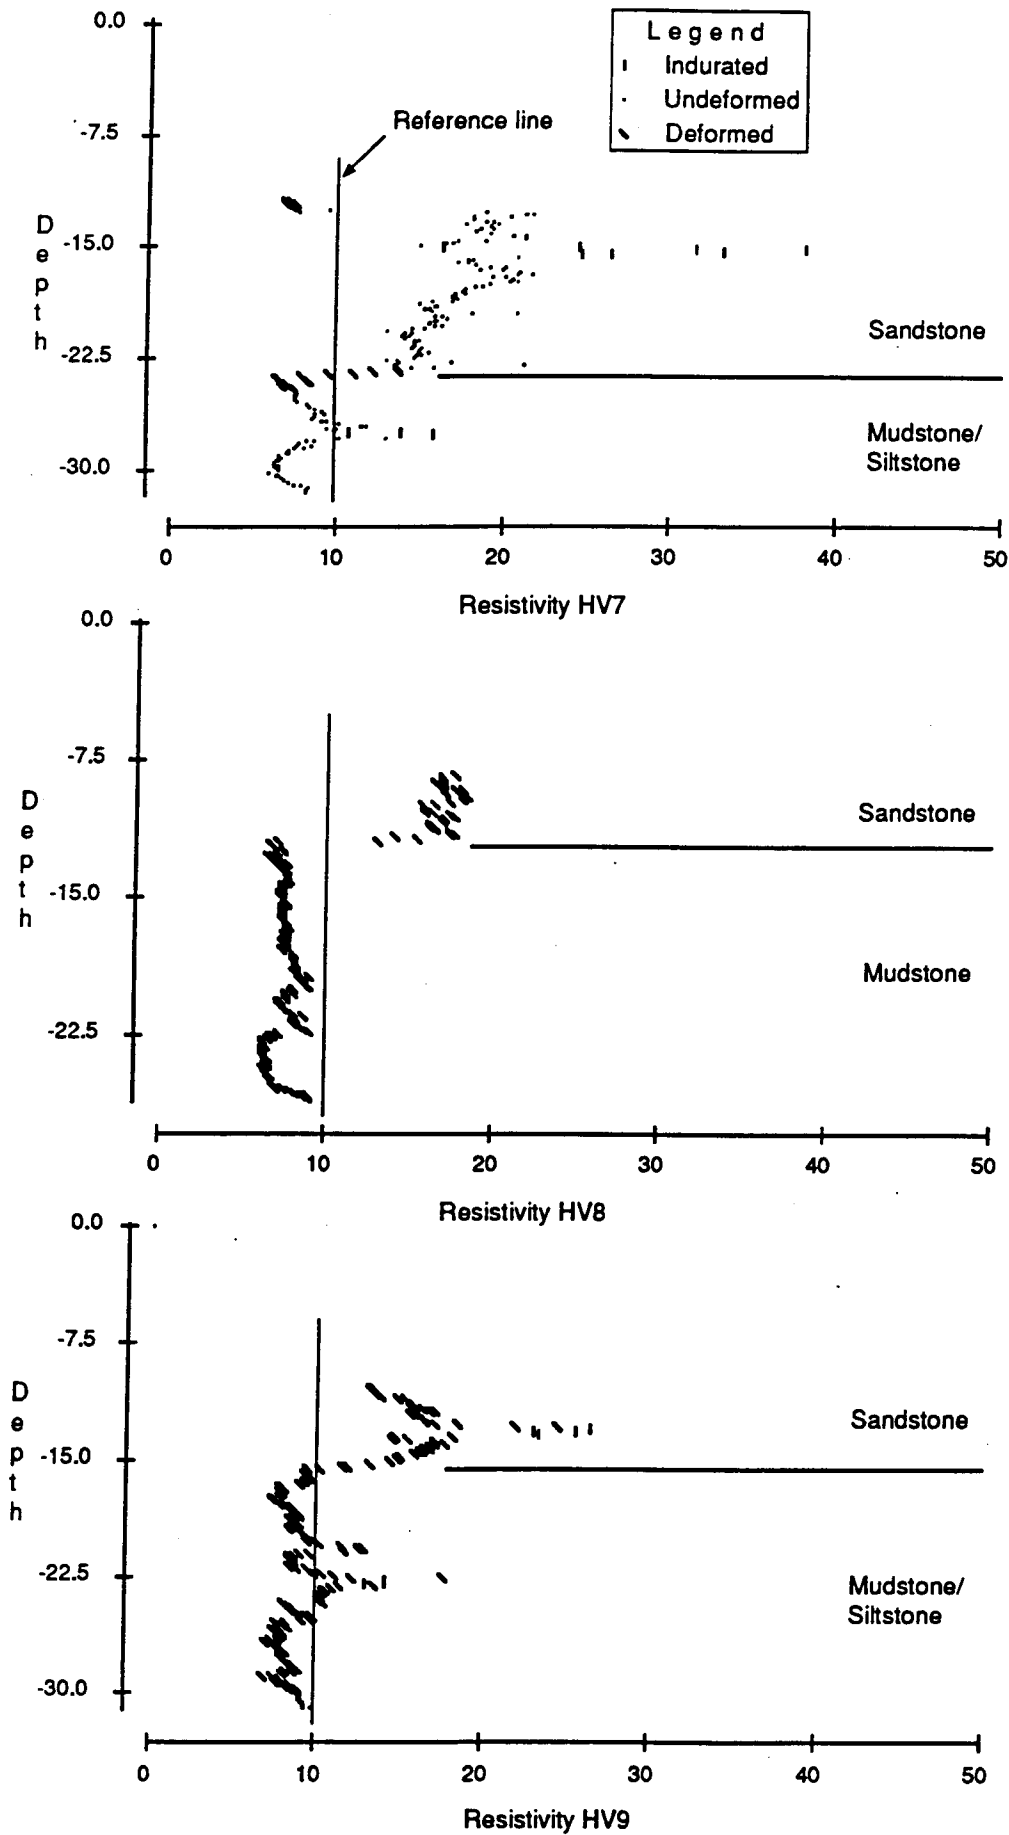 0.0
Legend
Indurated
Undeformed
Deformed
Reference line
-7.5
Depth
-15.0
Sandstone
-22.5
Mudstone/
Siltstone
-30.0
0 10 20 30 40 50
Resistivity HV7
0.0
-7.5
Depth
Sandstone
-15.0
Mudstone
-22.5
0 10 20 30 40 50
Resistivity HV8
0.0
-7.5
Depth
Sandstone
-15.0
-22.5
Mudstone/
Siltstone
-30.0
0 10 20 30 40 50
Resistivity HV9